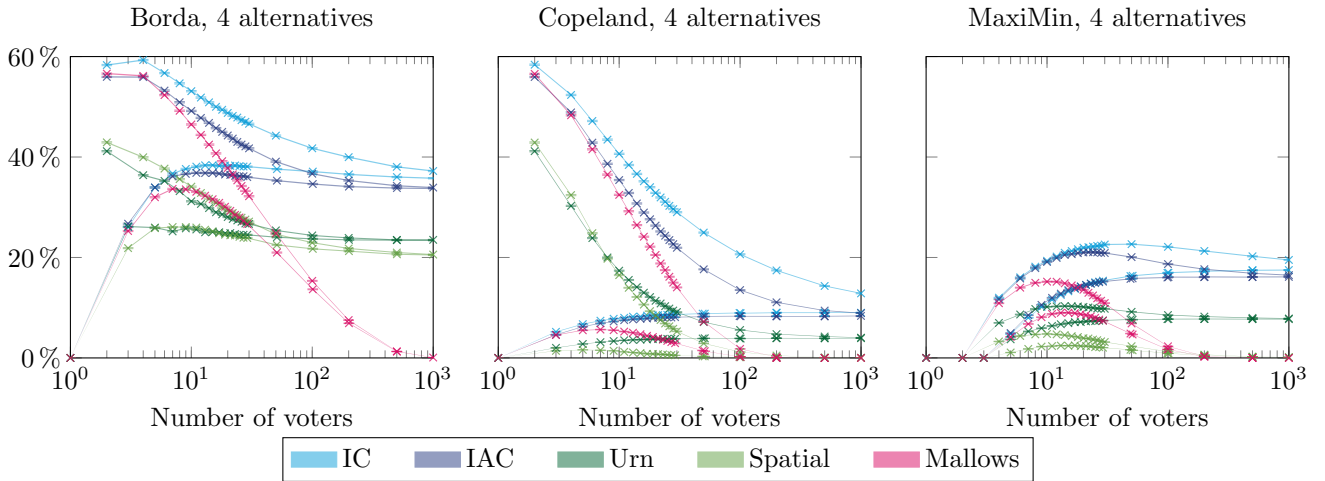 Borda, 4 alternatives
Copeland, 4 alternatives
MaxiMin, 4 alternatives
60 %
40 %
20 %
0 %
10^0 10^1 10^2 10^3
10^0 10^1 10^2 10^3
10^0 10^1 10^2 10^3
Number of voters
Number of voters
Number of voters
IC IAC Urn Spatial Mallows